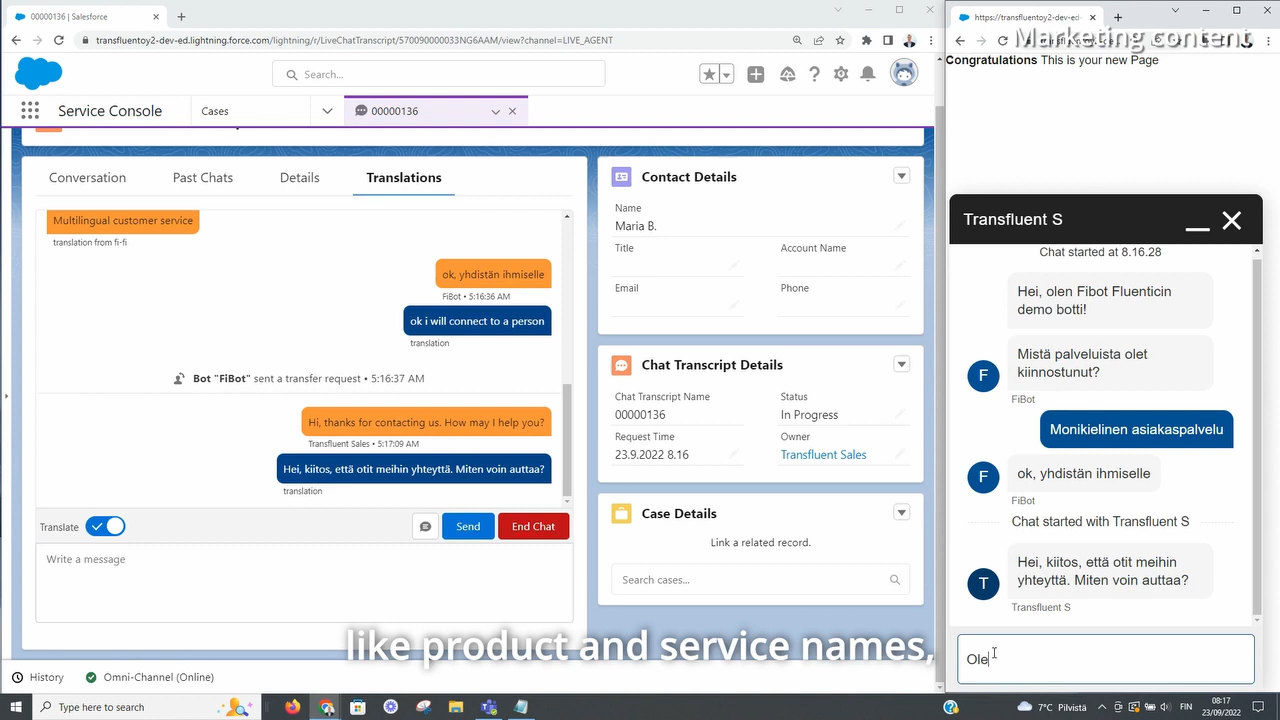 00000136 | Salesforce
https://transfluentoy2-dev-ed
transfluentoy2-dev-ed.lightning.force.com/lightning/r/LiveChatTranscript/570090000033NG6AAM/view?channel=LIVE_AGENT
Marketing content
Congratulations This is your new Page
Search...
Service Console
Cases
00000136
Conversation
Past Chats
Details
Translations
Multilingual customer service
translation from fi-fi
ok, yhdistän ihmiselle
FiBot • 5:16:36 AM
ok i will connect to a person
translation
Bot "FiBot" sent a transfer request • 5:16:37 AM
Hi, thanks for contacting us. How may I help you?
Transfluent Sales • 5:17:09 AM
Hei, kiitos, että otit meihin yhteyttä. Miten voin auttaa?
translation
Translate
Send
End Chat
Write a message
Contact Details
Name
Maria B.
Title
Account Name
Email
Phone
Chat Transcript Details
Chat Transcript Name
00000136
Status
In Progress
Request Time
23.9.2022 8.16
Owner
Transfluent Sales
Case Details
Link a related record.
Search cases...
Transfluent S
Chat started at 8.16.28
Hei, olen Fibot Fluenticin
demo botti!
Mistä palveluista olet
kiinnostunut?
F
FiBot
Monikielinen asiakaspalvelu
ok, yhdistän ihmiselle
F
FiBot
Chat started with Transfluent S
Hei, kiitos, että otit meihin
yhteyttä. Miten voin auttaa?
T
Transfluent S
Ole
like product and service names,
History
Omni-Channel (Online)
Type here to search
7°C Pilvistä
FIN
08:17
23/09/2022